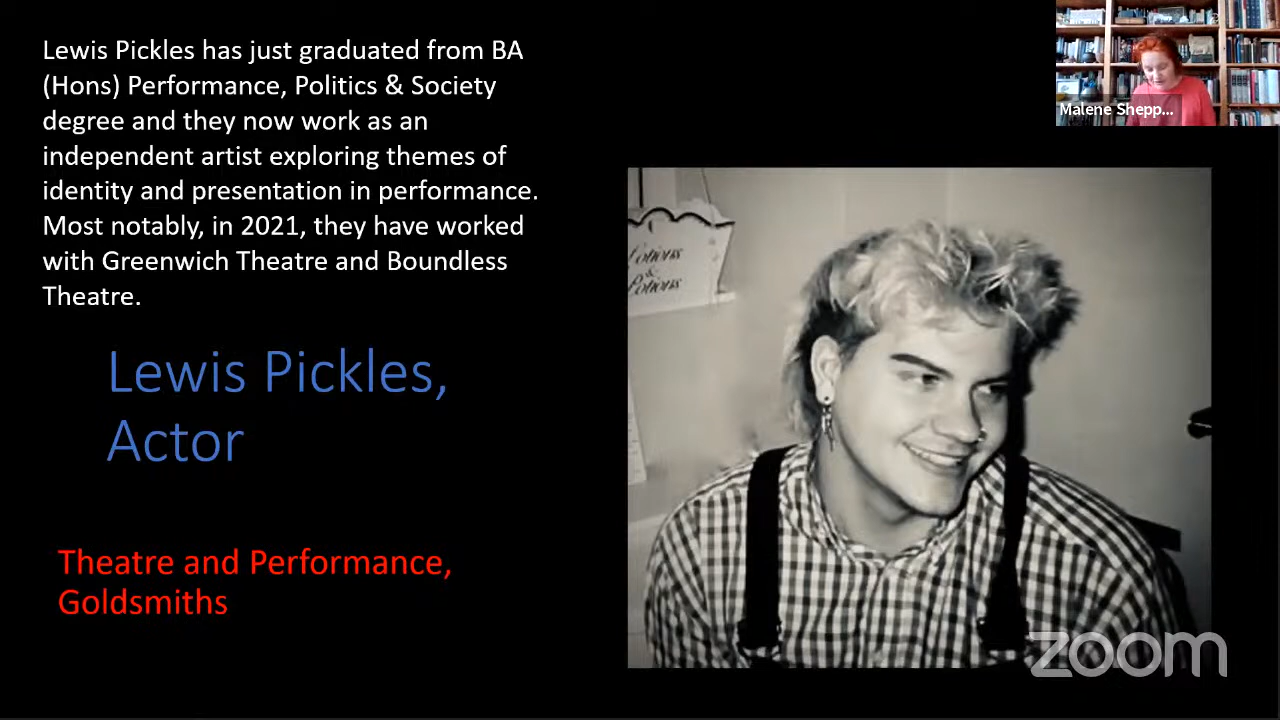 Lewis Pickles has just graduated from BA
(Hons) Performance, Politics & Society
degree and they now work as an
independent artist exploring themes of
identity and presentation in performance.
Most notably, in 2021, they have worked
with Greenwich Theatre and Boundless
Theatre.
Lewis Pickles,
Actor
Theatre and Performance,
Goldsmiths
Malene Shepp...
Potions
&
Lotions
zoom